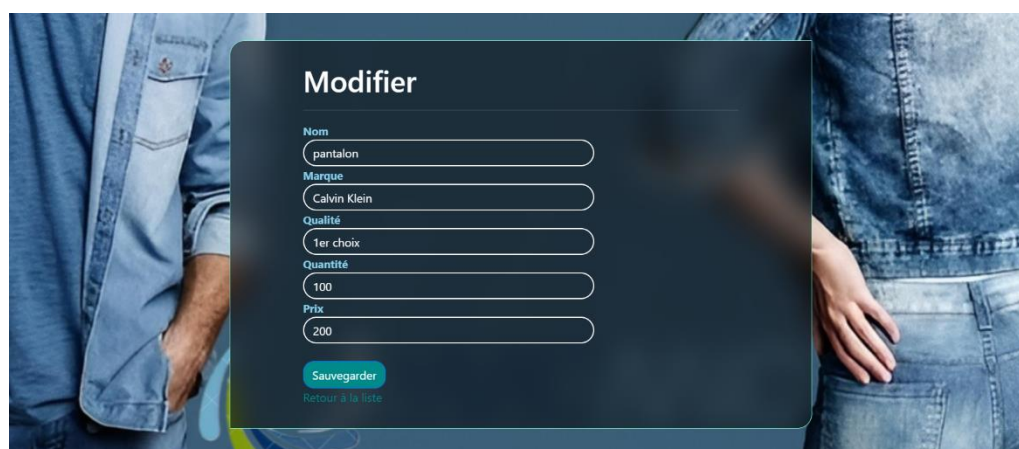 Modifier
Nom
pantalon
Marque
Calvin Klein
Qualité
1er choix
Quantité
100
Prix
200
Sauvegarder
Retour à la liste